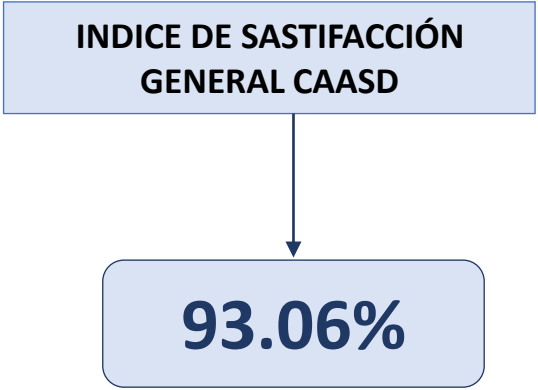 INDICE DE SASTIFACCIÓN
GENERAL CAASD
93.06%